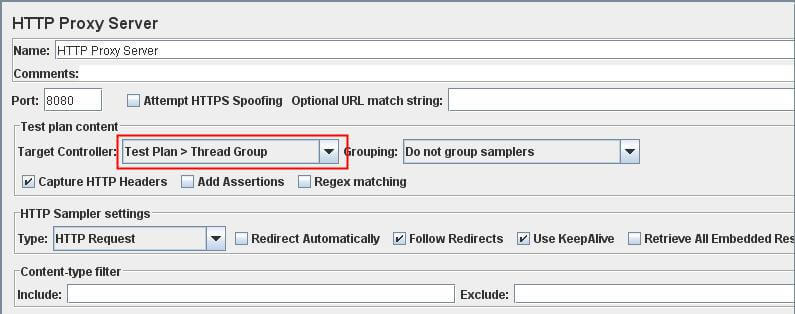 HTTP Proxy Server
Name: HTTP Proxy Server
Comments:
Port: 8080 Attempt HTTPS Spoofing Optional URL match string:
Test plan content
Target Controller: Test Plan > Thread Group Grouping: Do not group samplers
Capture HTTP Headers Add Assertions Regex matching
HTTP Sampler settings
Type: HTTP Request Redirect Automatically Follow Redirects Use KeepAlive Retrieve All Embedded Res
Content-type filter
Include: Exclude: